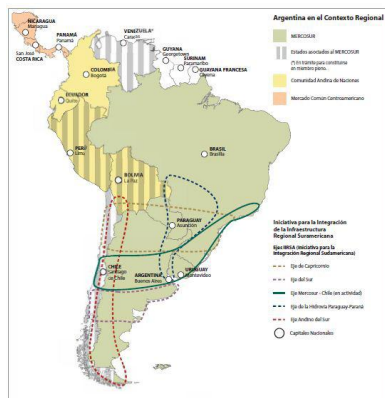 Argentina en el Contexto Regional
MERCOSUR
Estados asociados al MERCOSUR
(*) En tránsito para constituirse
en miembro pleno.
Comunidad Andina de Naciones
Mercado Común Centroamericano
NICARAGUA
Managua
San José
COSTA RICA
PANAMÁ
Panamá
VENEZUELA*
Caracas
COLOMBIA
Bogotá
GUYANA
Georgetown
SURINAM
Paramaribo
GUAYANA FRANCESA
Cayena
ECUADOR
Quito
PERÚ
Lima
BRASIL
Brasilia
BOLIVIA
La Paz
PARAGUAY
Asunción
CHILE
Santiago
de Chile
ARGENTINA
Buenos Aires
URUGUAY
Montevideo
Iniciativa para la Integración
de la Infraestructura
Regional Suramericana
Ejes IIRSA (Iniciativa para la
Integración Regional Sudamericana)
Eje de Capricornio
Eje del Sur
Eje Mercosur - Chile (en actividad)
Eje de la Hidrovía Paraguay-Paraná
Eje Andino del Sur
Capitales Nacionales